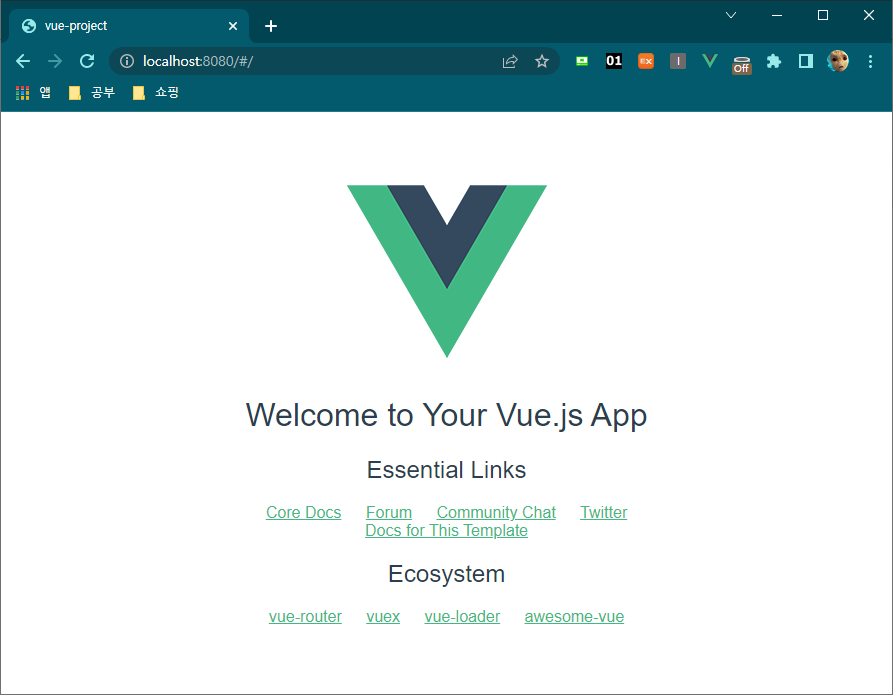 vue-project
localhost:8080/#/
01
EX
I
Off
앱 공부 쇼핑
Welcome to Your Vue.js App
Essential Links
Core Docs Forum Community Chat Twitter
Docs for This Template
Ecosystem
vue-router vuex vue-loader awesome-vue